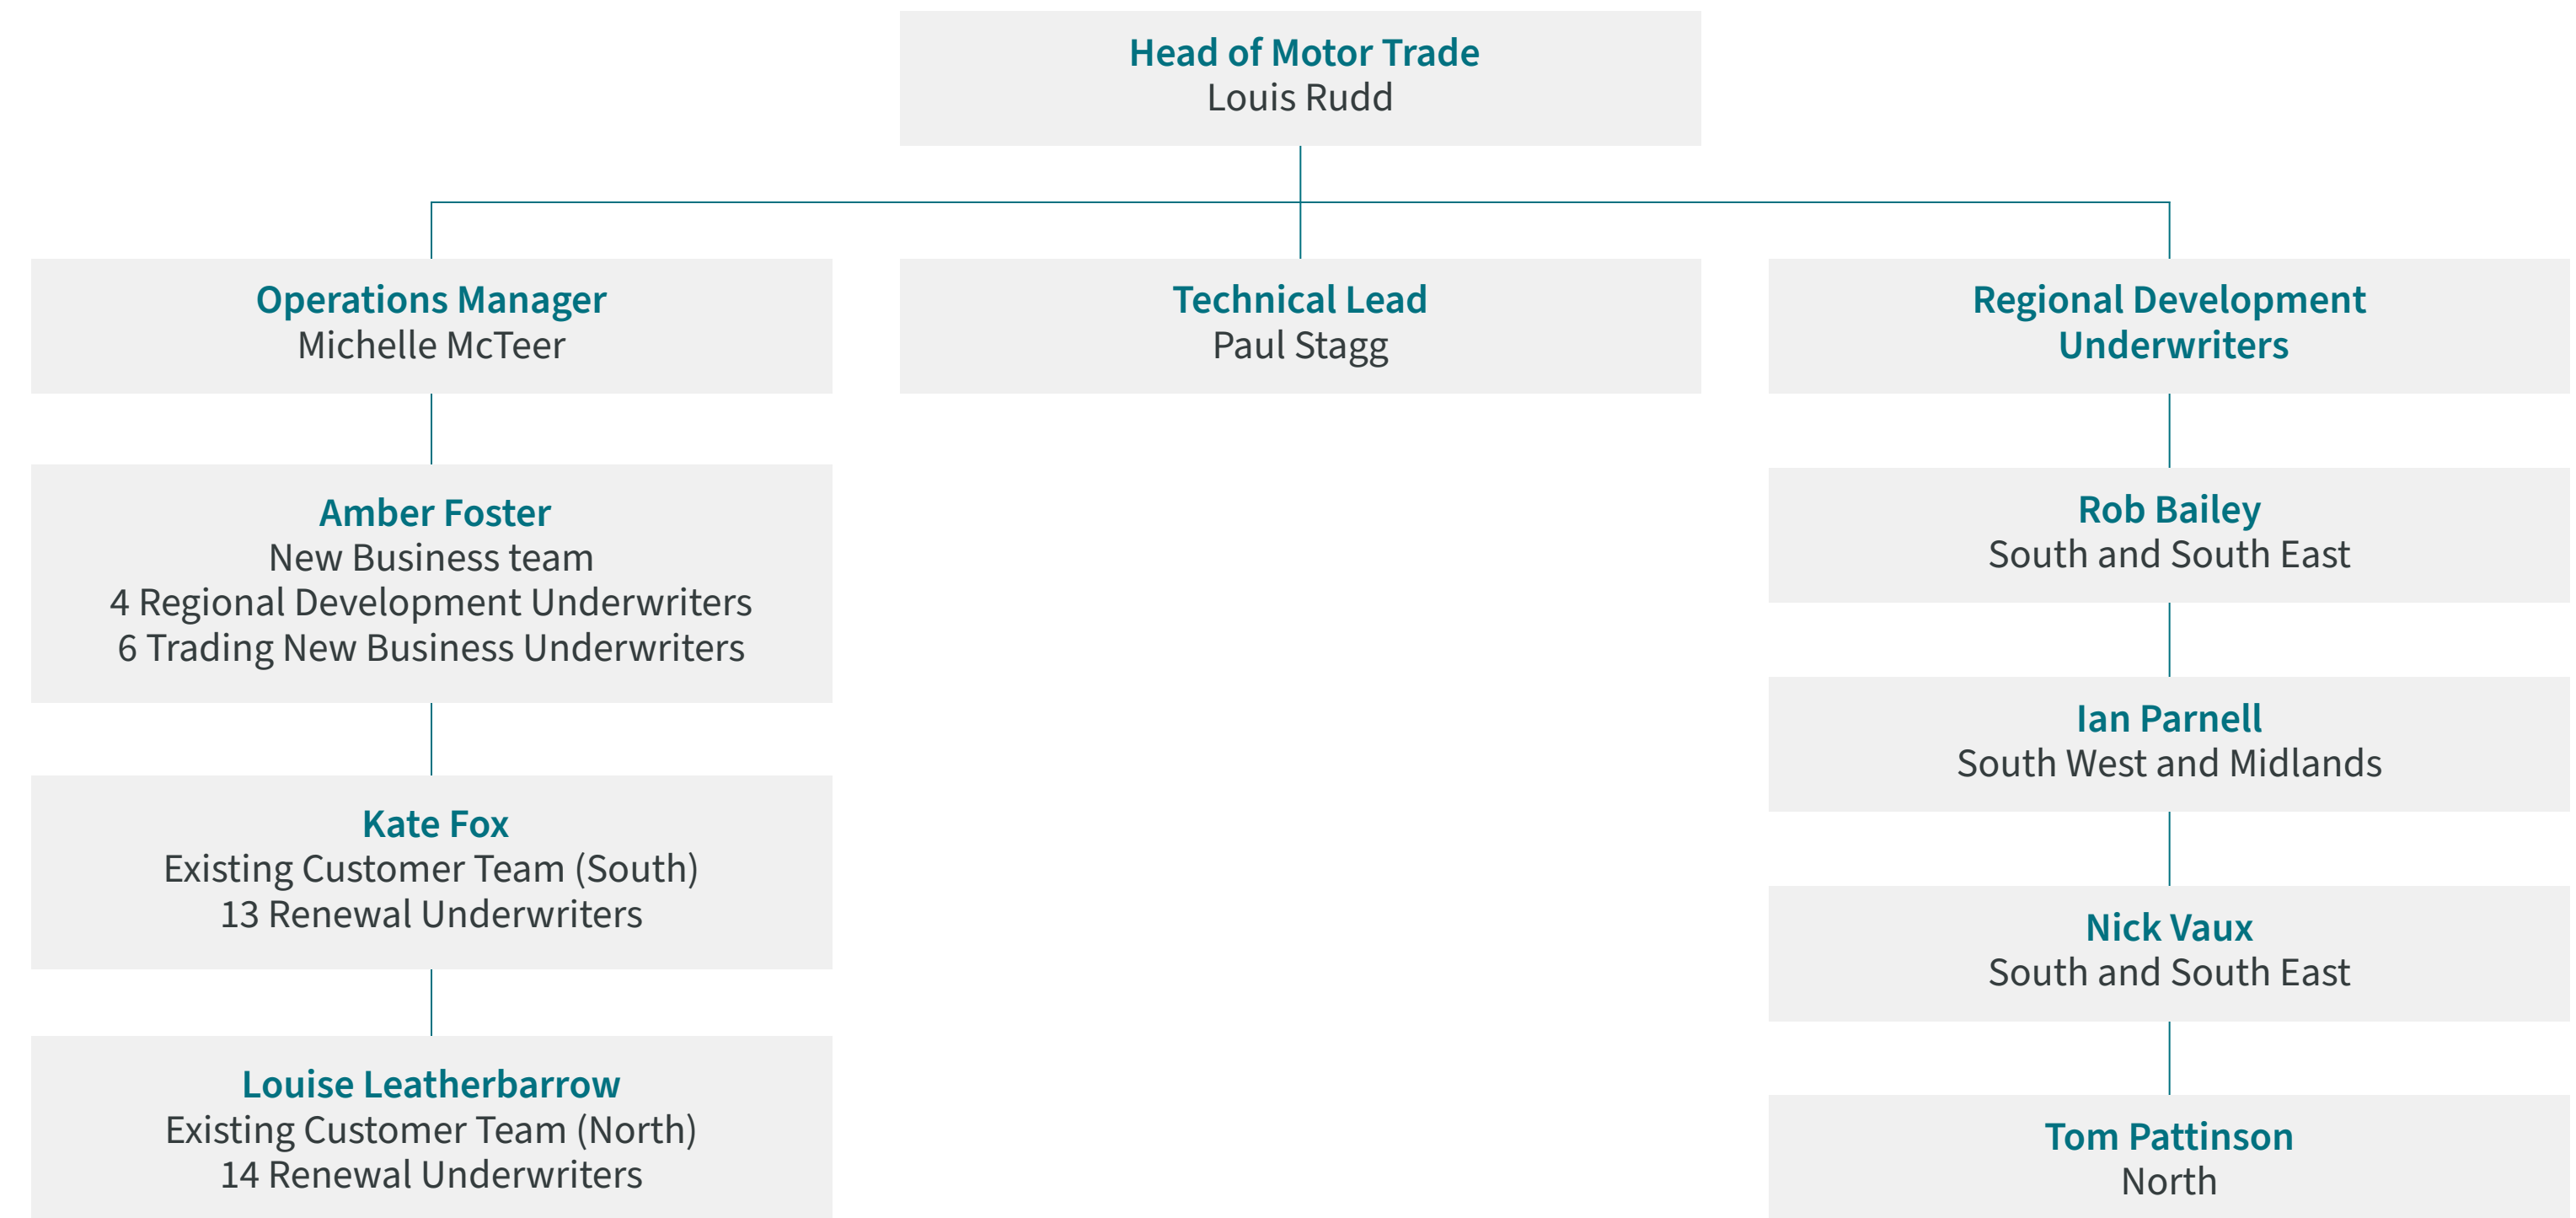 Head of Motor Trade
Louis Rudd
Operations Manager
Michelle McTeer
Technical Lead
Paul Stagg
Regional Development
Underwriters
Amber Foster
New Business team
4 Regional Development Underwriters
6 Trading New Business Underwriters
Kate Fox
Existing Customer Team (South)
13 Renewal Underwriters
Louise Leatherbarrow
Existing Customer Team (North)
14 Renewal Underwriters
Rob Bailey
South and South East
Ian Parnell
South West and Midlands
Nick Vaux
South and South East
Tom Pattinson
North